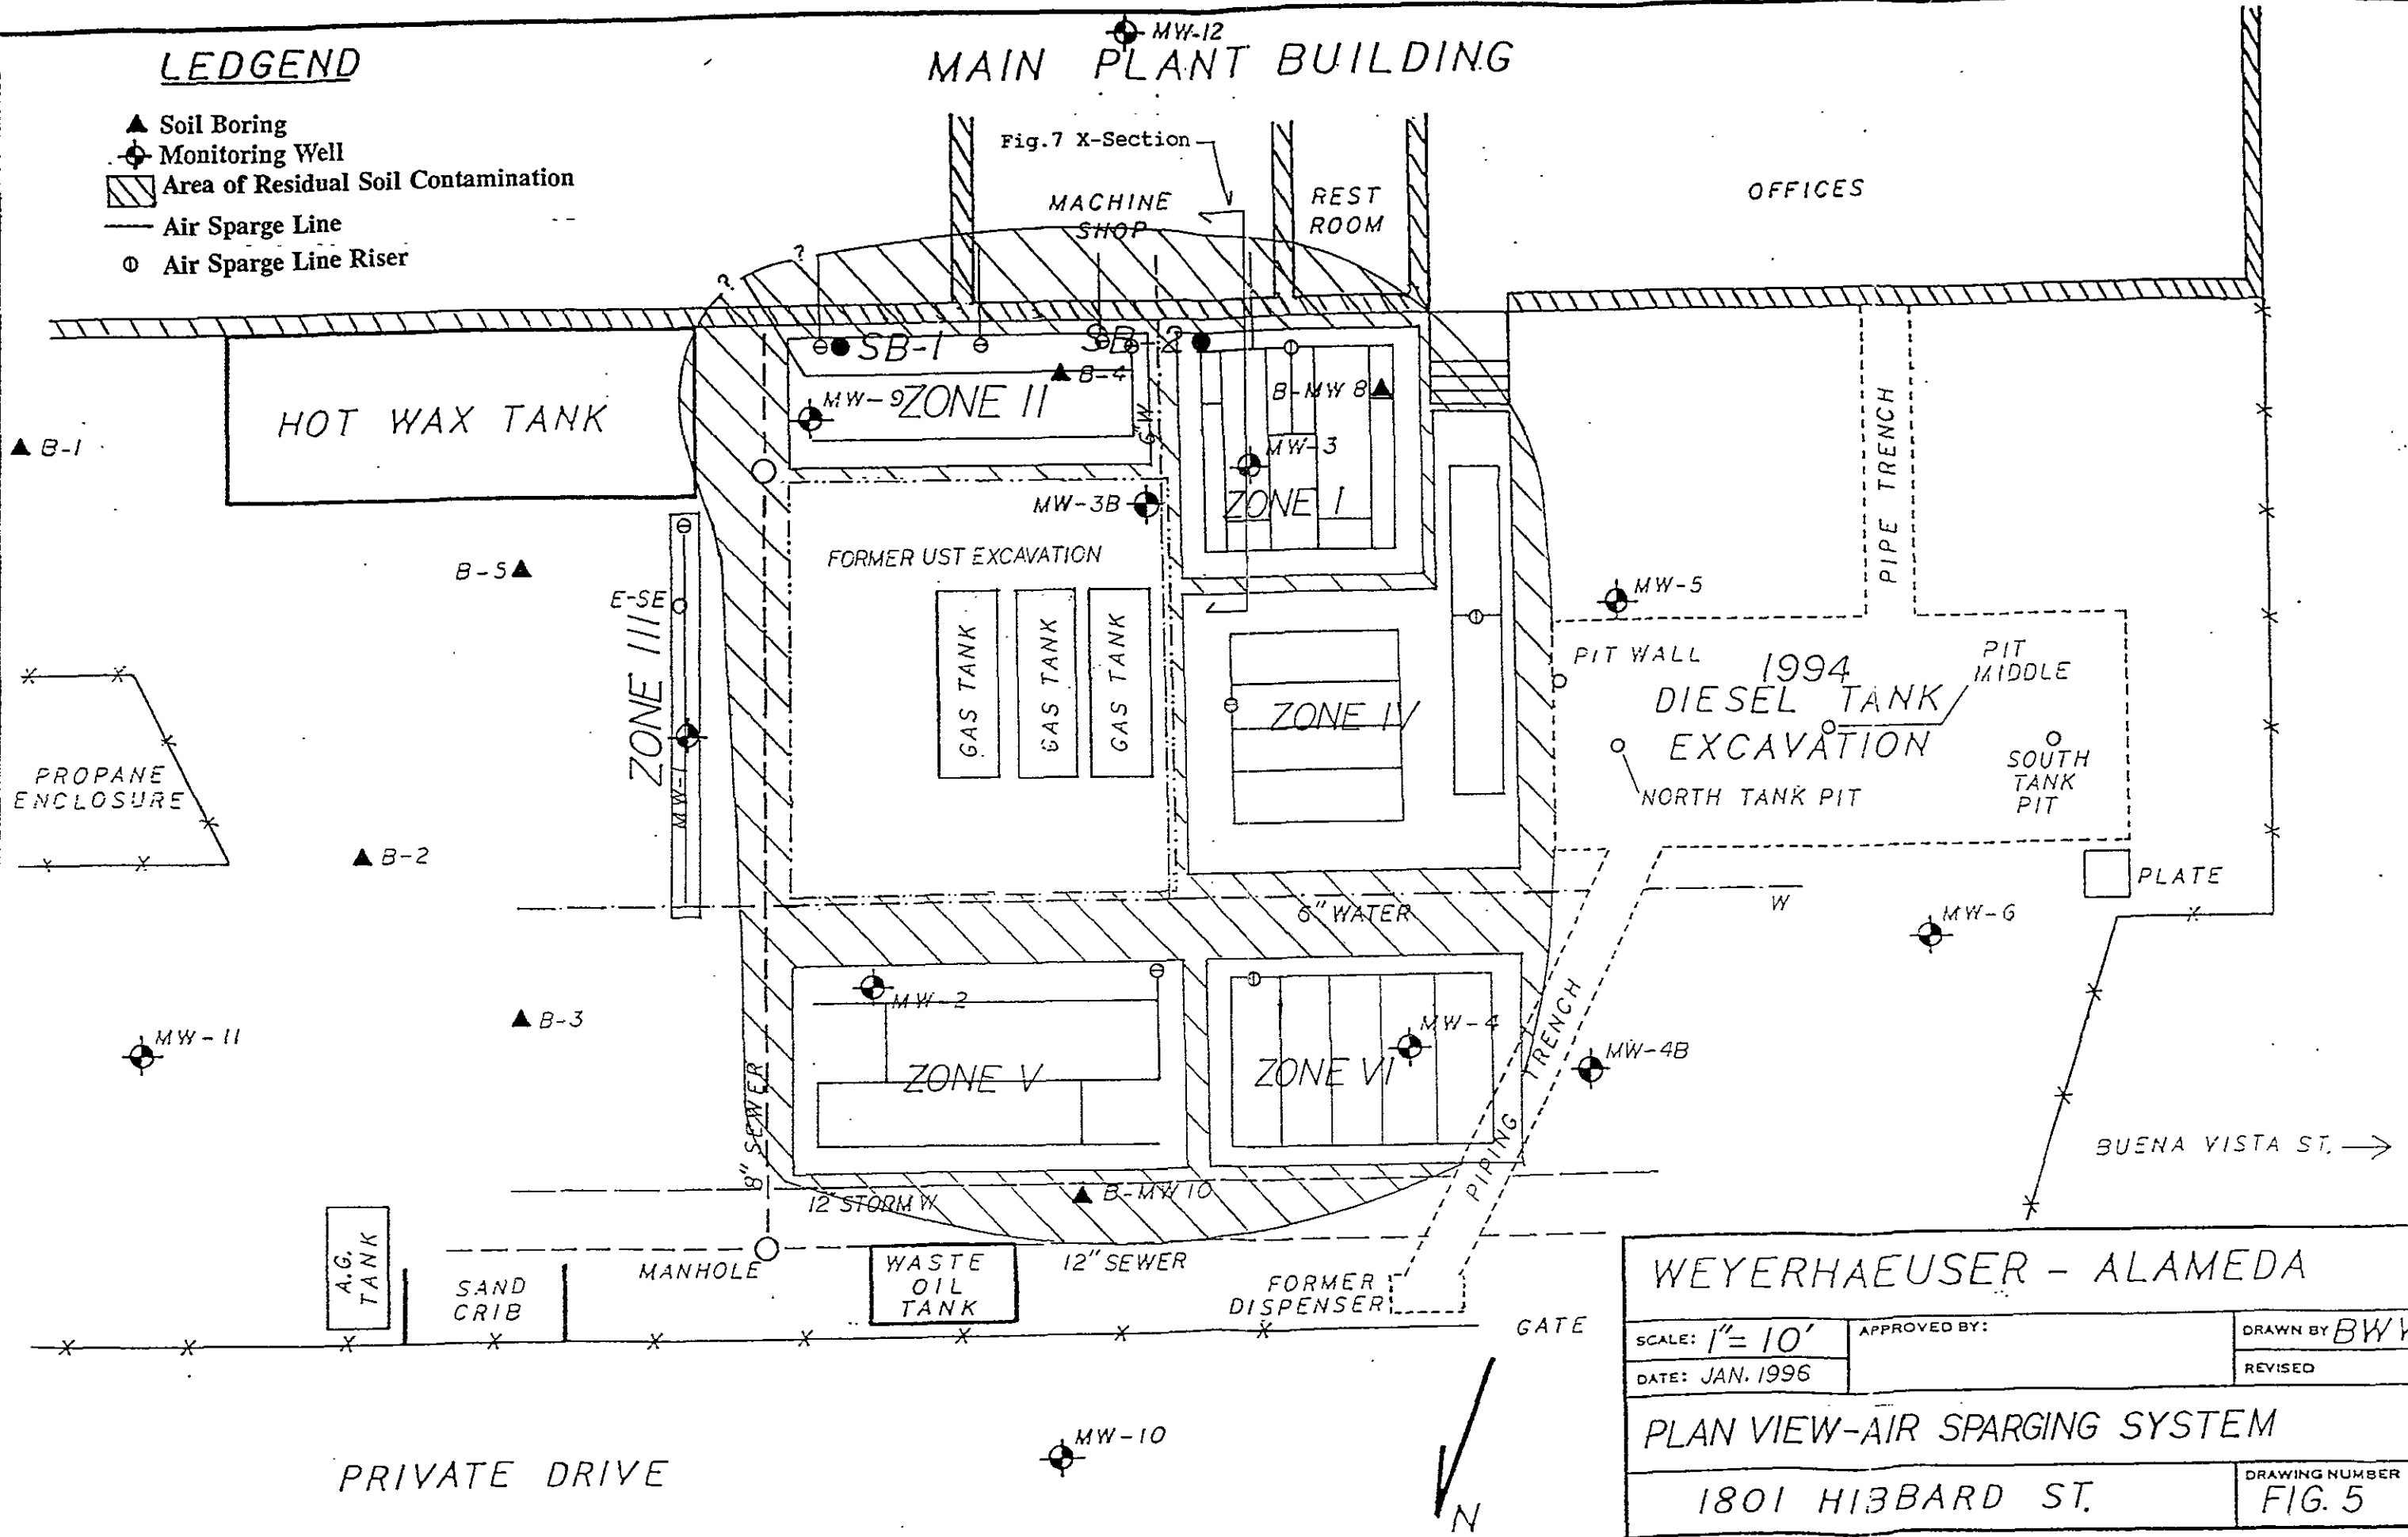 MW-12
MAIN PLANT BUILDING
LEDGEND
Soil Boring
Monitoring Well
Area of Residual Soil Contamination
Air Sparge Line
Air Sparge Line Riser
Fig.7 X-Section
MACHINE
SHOP
REST
ROOM
OFFICES
?
?
SB-1
SB-2
B-4
MW-9
ZONE II
6"W
B-MW 8
HOT WAX TANK
B-1
MW-3
ZONE I
MW-3B
PIPE TRENCH
FORMER UST EXCAVATION
B-5
E-SE
ZONE III
MW-1
GAS TANK
GAS TANK
GAS TANK
ZONE IV
MW-5
PIT WALL
1994
DIESEL TANK
EXCAVATION
PIT
MIDDLE
NORTH TANK PIT
SOUTH
TANK
PIT
PROPANE
ENCLOSURE
B-2
PLATE
6" WATER
W
MW-6
MW-2
B-3
MW-11
ZONE V
MW-4
ZONE VI
MW-4B
PIPING TRENCH
8" SEWER
BUENA VISTA ST.
B-MW10
12" STORM W
A.G.
TANK
SAND
CRIB
MANHOLE
WASTE
OIL
TANK
12" SEWER
FORMER
DISPENSER
GATE
MW-10
PRIVATE DRIVE
N
WEYERHAEUSER - ALAMEDA
SCALE: 1"= 10'
APPROVED BY:
DRAWN BY BW
DATE: JAN. 1996
REVISED
PLAN VIEW-AIR SPARGING SYSTEM
1801 HIBBARD ST.
DRAWING NUMBER
FIG. 5